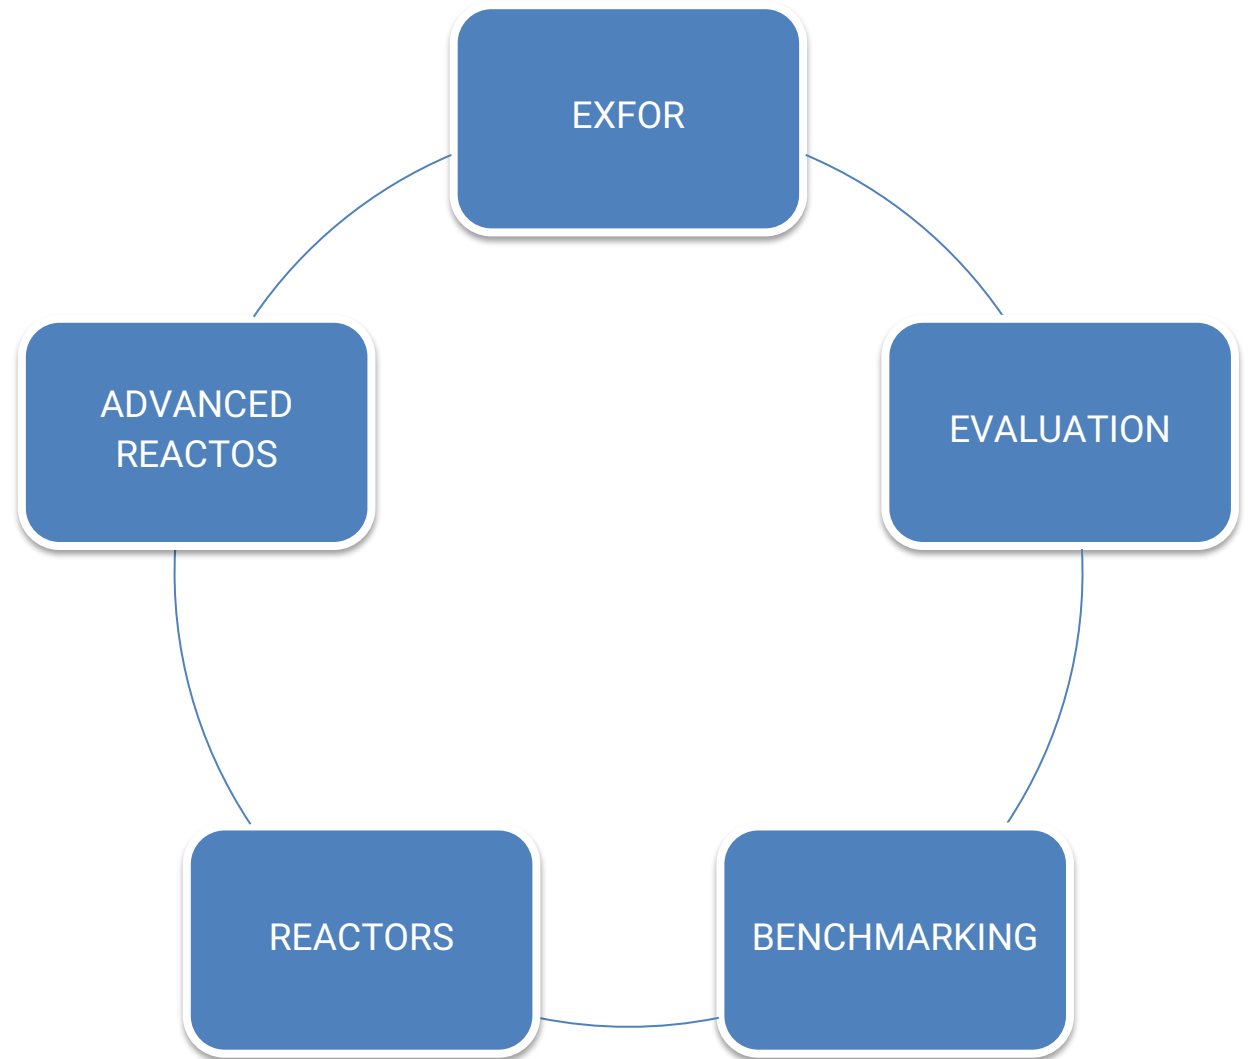 EXFOR
EVALUATION
BENCHMARKING
REACTORS
ADVANCED
REACTOS